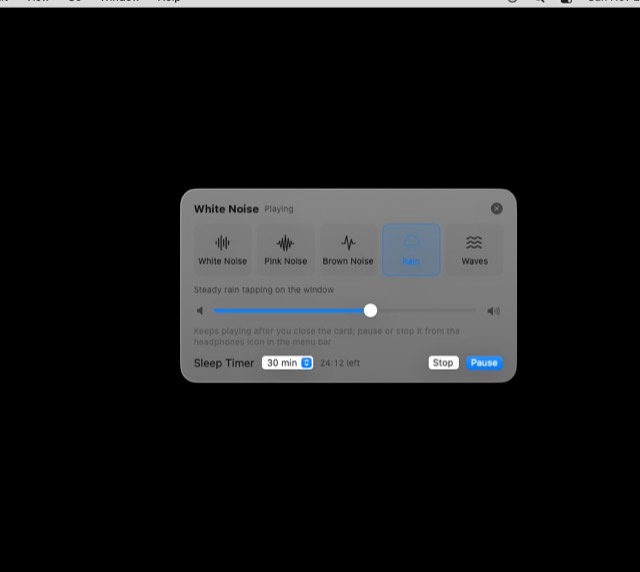 White Noise Playing
White Noise Pink Noise Brown Noise Rain Waves
Steady rain tapping on the window
Keeps playing after you close the card; pause or stop it from the
headphones icon in the menu bar
Sleep Timer 30 min 24:12 left Stop Pause